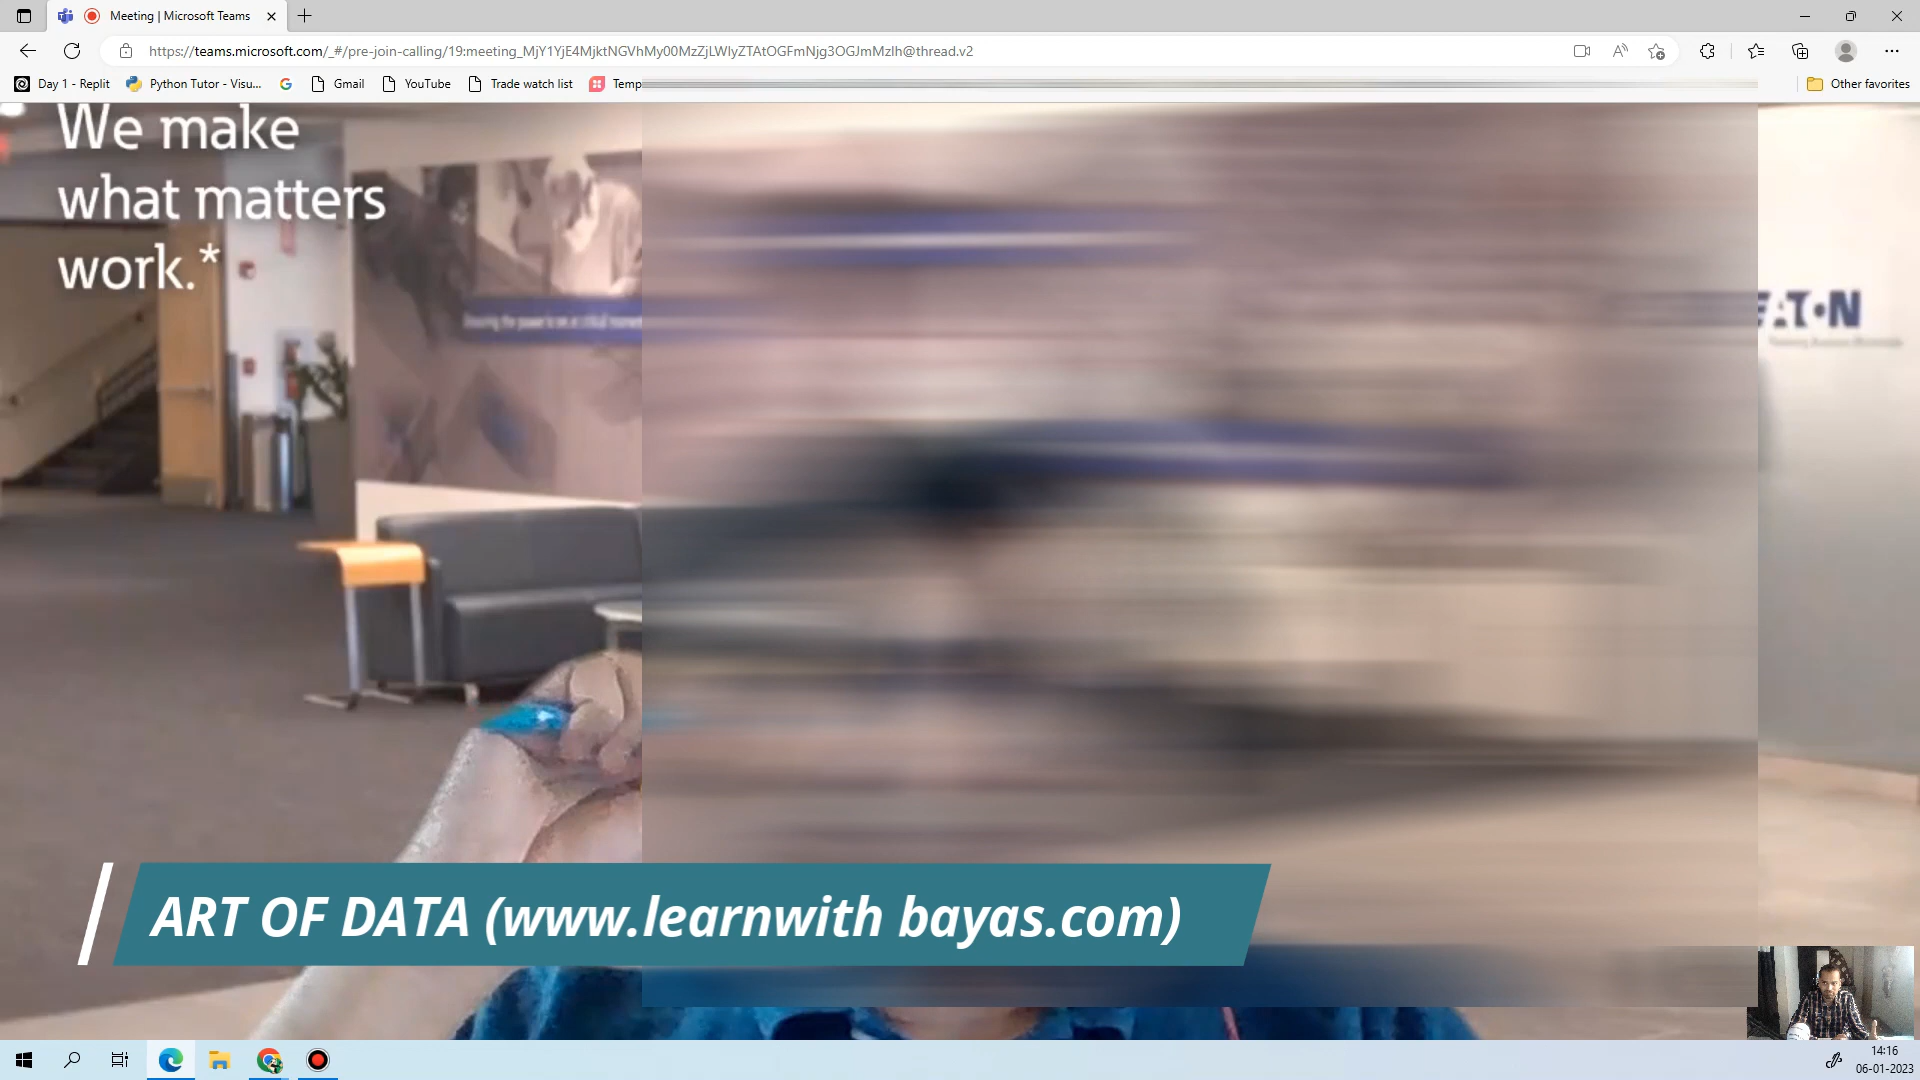 Meeting | Microsoft Teams
https://teams.microsoft.com/_#/pre-join-calling/19:meeting_MjY1YjE4MjktNGVhMy00MzZjLWIyZTAtOGFmNjg3OGJmMzlh@thread.v2
Day 1 - Replit
Python Tutor - Visu...
Gmail
YouTube
Trade watch list
Temp
Other favorites
We make
what matters
work.*
EATON
ART OF DATA (www.learnwith bayas.com)
14:16
06-01-2023